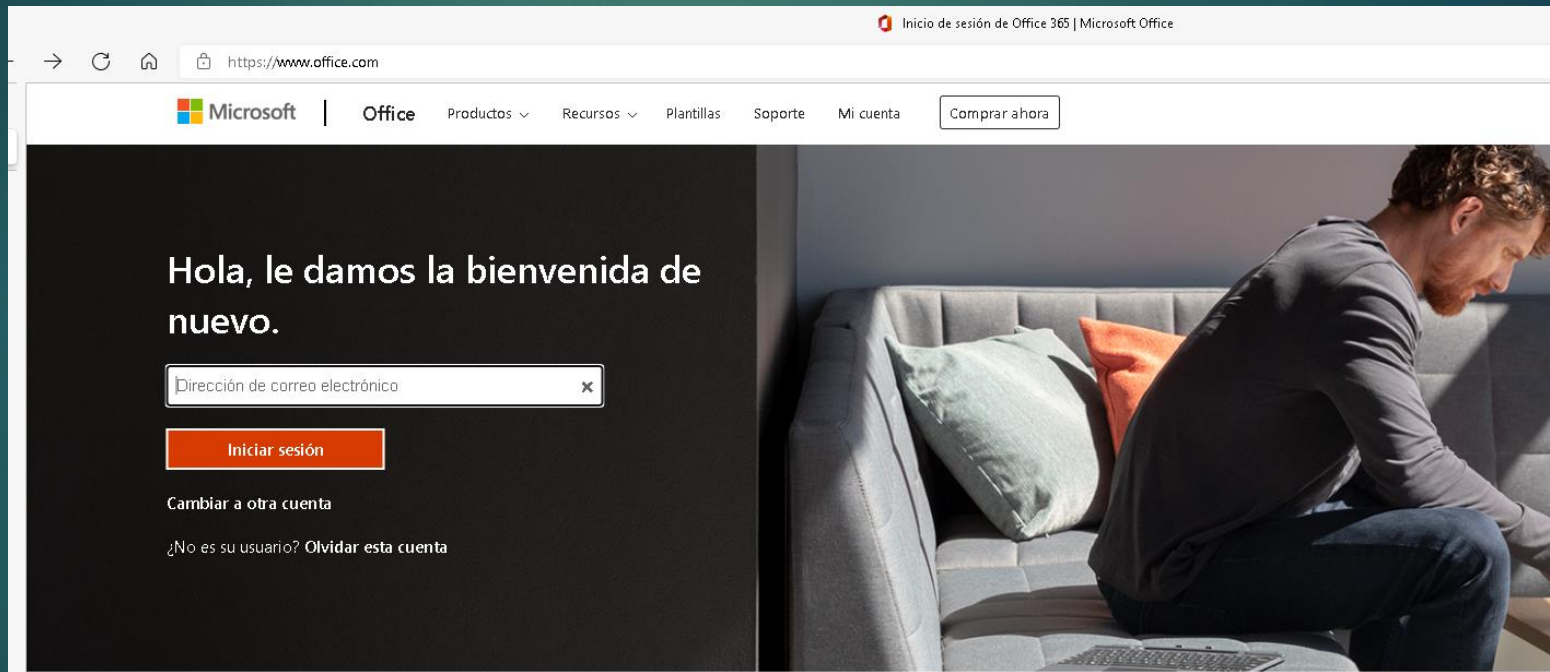 Inicio de sesión de Office 365 | Microsoft Office
https://www.office.com
Microsoft | Office Productos Recursos Plantillas Soporte Mi cuenta Comprar ahora
Hola, le damos la bienvenida de
nuevo.
Dirección de correo electrónico
Iniciar sesión
Cambiar a otra cuenta
¿No es su usuario? Olvidar esta cuenta